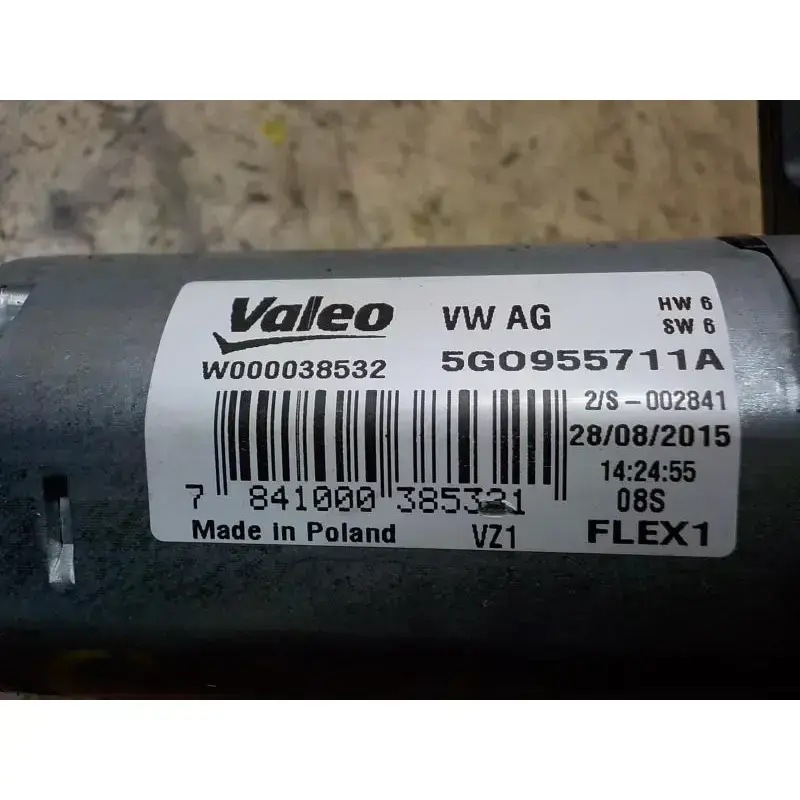 Valeo
VW AG
HW 6
SW 6
W000038532
5G0955711A
2/S-002841
28/08/2015
14:24:55
7 841000 385321
08S
Made in Poland
VZ1
FLEX1